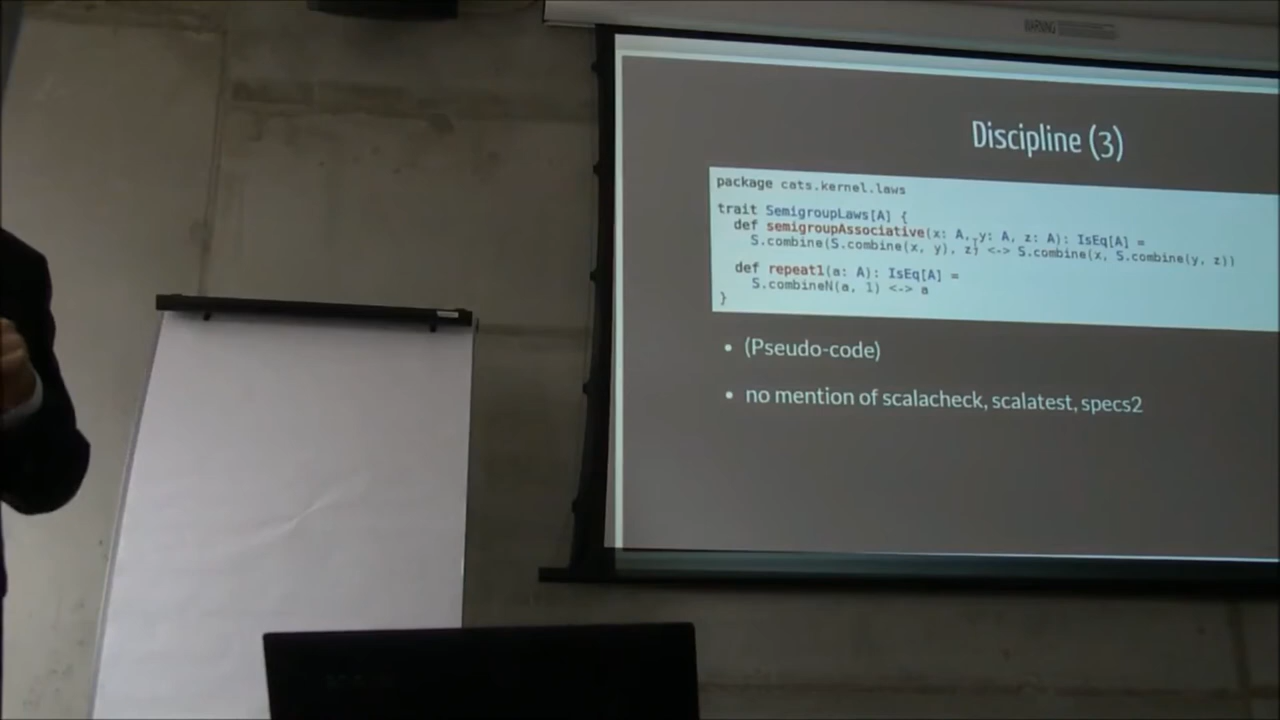 WARNING
Discipline (3)
package cats.kernel.laws
trait SemigroupLaws[A] {
def semigroupAssociative(x: A, y: A, z: A): IsEq[A] =
S.combine(S.combine(x, y), z) <-> S.combine(x, S.combine(y, z))
def repeat1(a: A): IsEq[A] =
S.combineN(a, 1) <-> a
}
• (Pseudo-code)
• no mention of scalacheck, scalatest, specs2